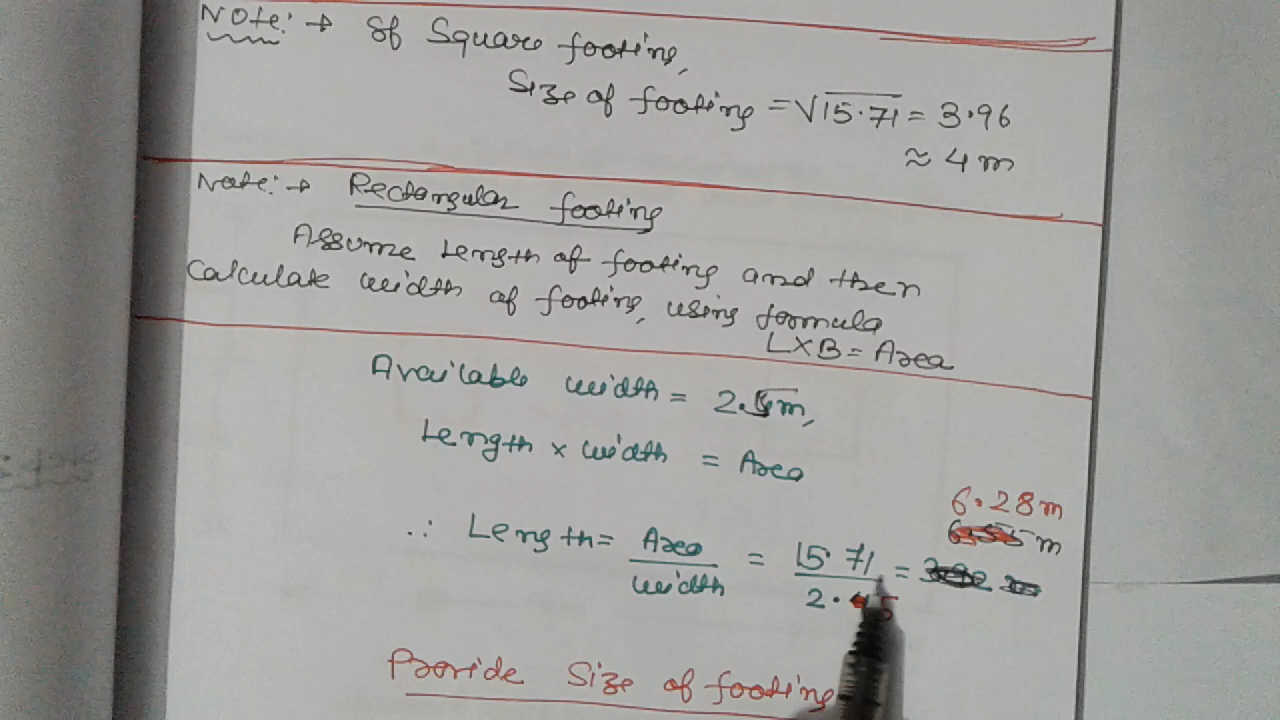 Note:→ If Square footing,
Size of footing = √15.71 = 3.96
≈ 4 m
Note:→ Rectangular footing
Assume Length of footing and then
Calculate width of footing, using formula
L×B = Area
Available width = 2.5m,
Length × width = Area
6.28m
∴ Length = Area/width = 15.71/2.5 =
Provide Size of footing